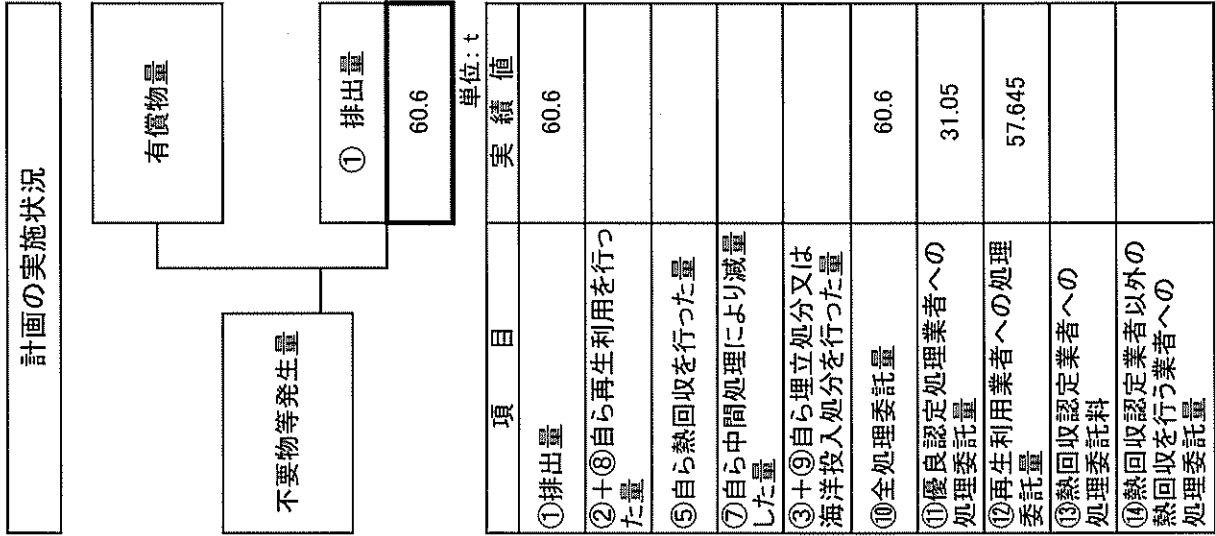 計画の実施状況
有償物量
不要物等発生量
① 排出量
60.6
単位：t
項 目
実 績 値
①排出量
60.6
②＋⑧自ら再生利用を行っ
た量
⑤自ら熱回収を行った量
⑦自ら中間処理により減量
した量
③＋⑨自ら埋立処分又は
海洋投入処分を行った量
⑩全処理委託量
60.6
⑪優良認定処理業者への
処理委託量
31.05
⑫再生利用業者への処理
委託量
57.645
⑬熱回収認定業者への
処理委託料
⑭熱回収認定業者以外の
熱回収を行う業者への
処理委託量